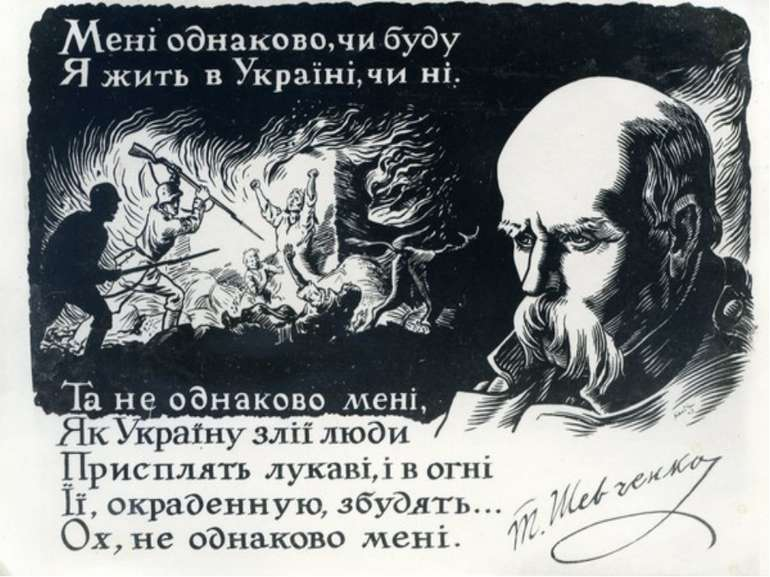 Мені однаково, чи буду
Я жить в Україні, чи ні.
Та не однаково мені,
Як Україну злії люди
Присплять лукаві, і в огні
Її, окраденную, збудять...
Ох, не однаково мені.
Т. Шевченко